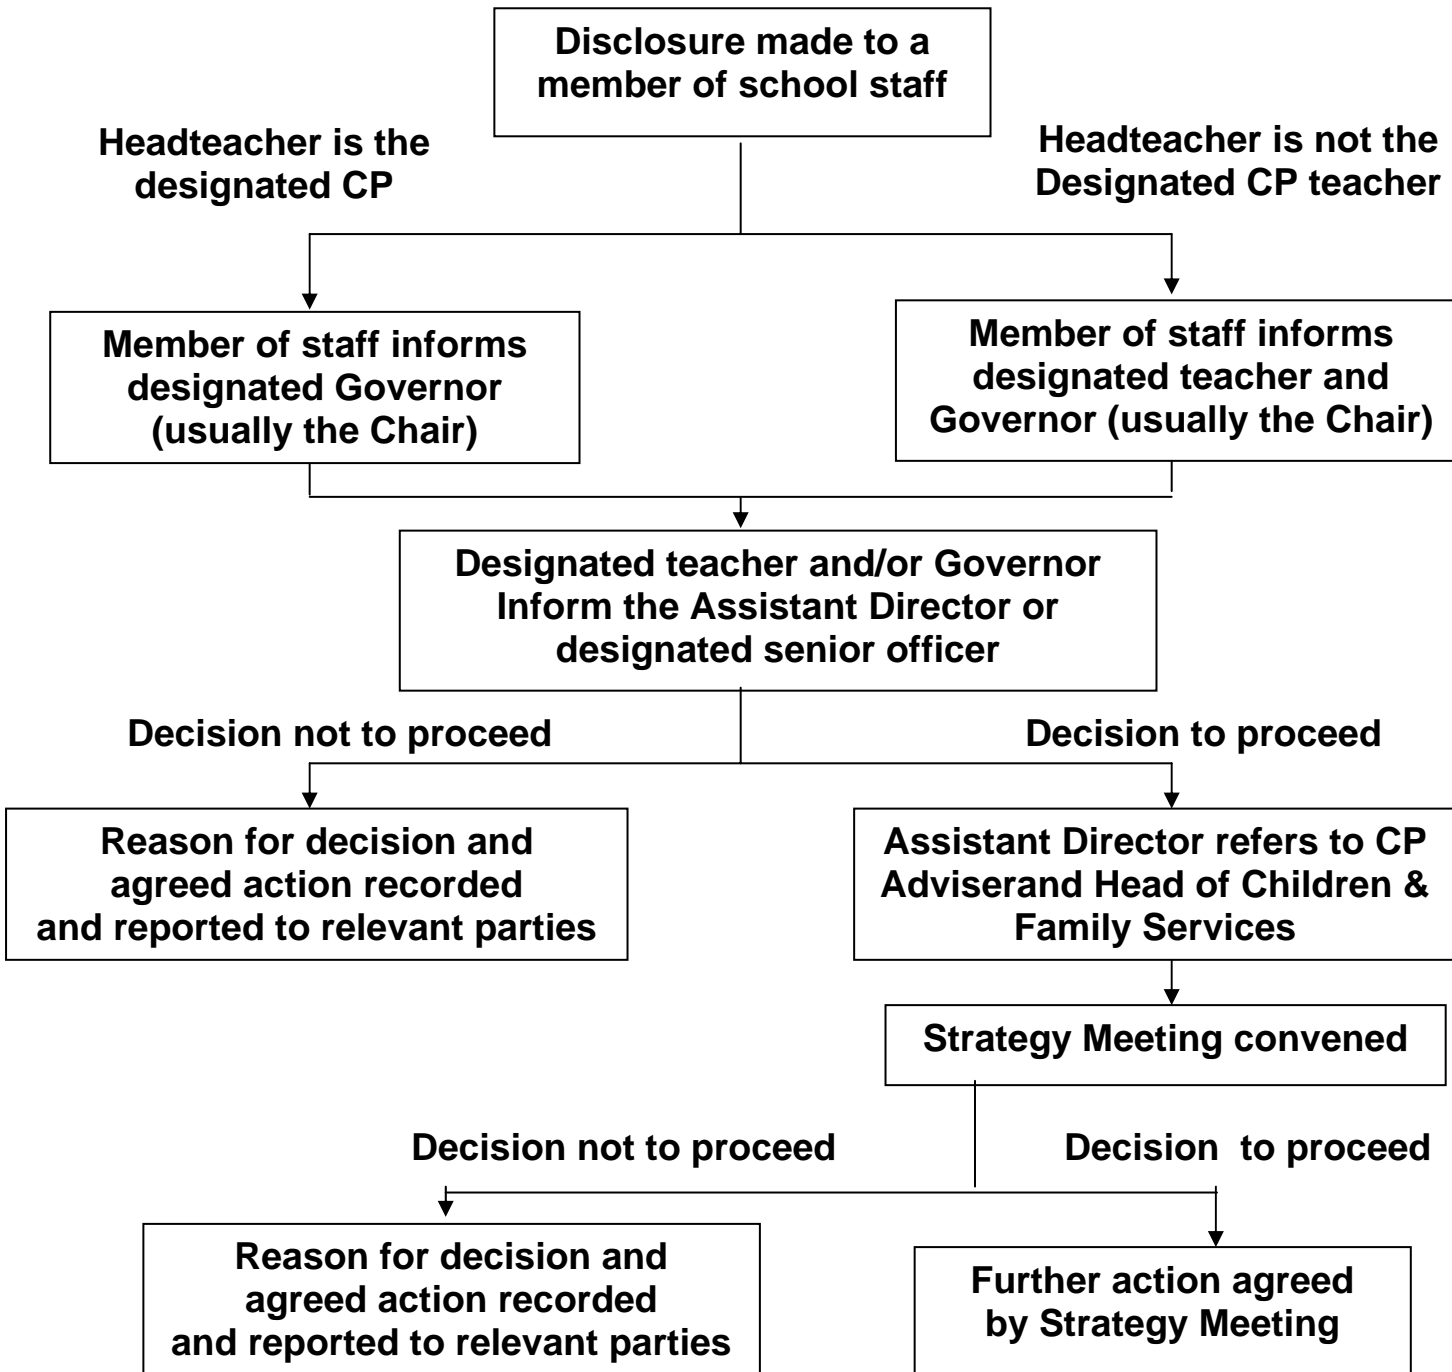 Disclosure made to a
member of school staff
Headteacher is the
designated CP
Headteacher is not the
Designated CP teacher
Member of staff informs
designated Governor
(usually the Chair)
Member of staff informs
designated teacher and
Governor (usually the Chair)
Designated teacher and/or Governor
Inform the Assistant Director or
designated senior officer
Decision not to proceed
Decision to proceed
Reason for decision and
agreed action recorded
and reported to relevant parties
Assistant Director refers to CP
Adviserand Head of Children &
Family Services
Strategy Meeting convened
Decision not to proceed
Decision to proceed
Reason for decision and
agreed action recorded
and reported to relevant parties
Further action agreed
by Strategy Meeting